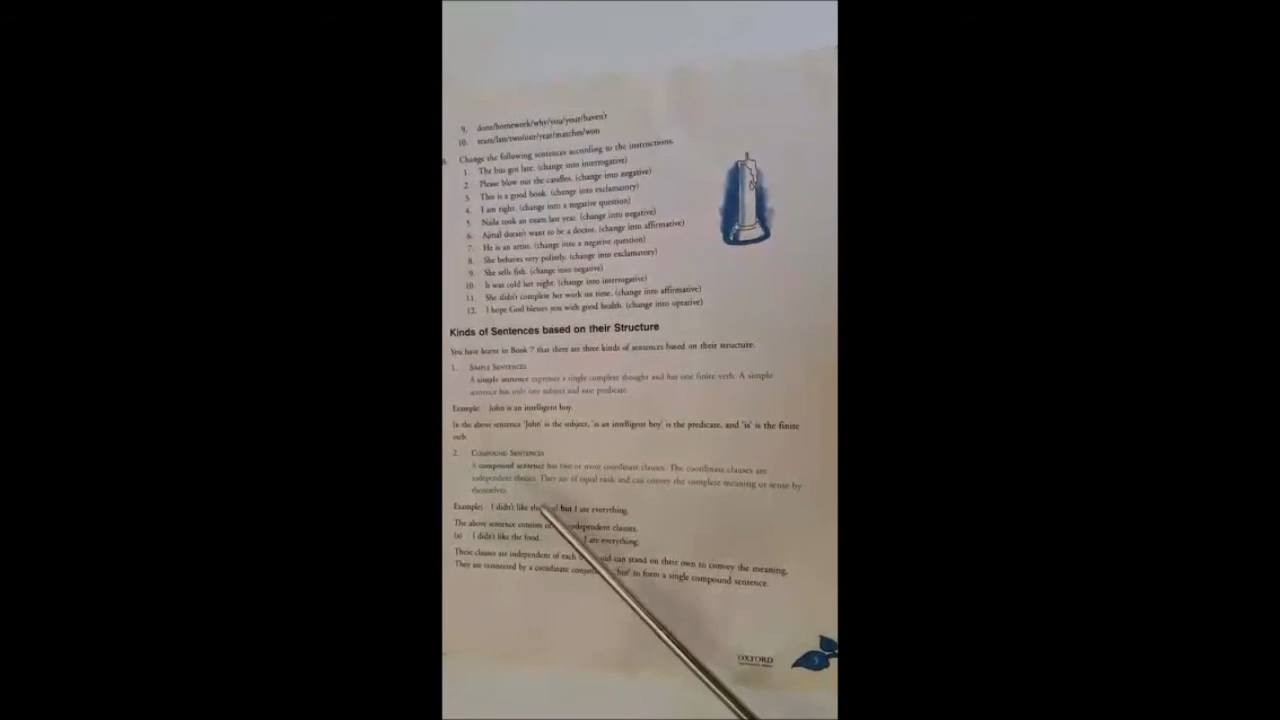 9. done/homework/why/you/your/haven't
10. team/last/two/our/year/matches/won
Change the following sentences according to the instructions.
1. The bus got late. (change into interrogative)
2. Please blow out the candles. (change into negative)
3. This is a good book. (change into exclamatory)
4. I am right. (change into a negative question)
5. Naila took an exam last year. (change into negative)
6. Ajmal doesn't want to be a doctor. (change into affirmative)
7. He is an artist. (change into a negative question)
8. She behaves very politely. (change into exclamatory)
9. She sells fish. (change into negative)
10. It was cold last night. (change into interrogative)
11. She didn't complete her work on time. (change into affirmative)
12. I hope God blesses you with good health. (change into optative)
Kinds of Sentences based on their Structure
You have learnt in Book 7 that there are three kinds of sentences based on their structure.
1. SIMPLE SENTENCES
A simple sentence expresses a single complete thought and has one finite verb. A simple
sentence has only one subject and one predicate.
Example: John is an intelligent boy.
In the above sentence 'John' is the subject, 'is an intelligent boy' is the predicate, and 'is' is the finite
verb.
2. COMPOUND SENTENCES
A compound sentence has two or more coordinate clauses. The coordinate clauses are
independent clauses. They are of equal rank and can convey the complete meaning or sense by
themselves.
Example: I didn't like the but I ate everything.
The above sentence consists of independent clauses.
(a) I didn't like the food. I ate everything.
These clauses are independent of each and can stand on their own to convey the meaning.
They are connected by a coordinate 'but' to form a single compound sentence.
OXFORD
5